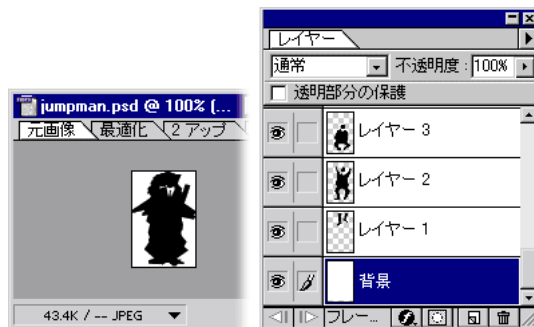 jumpman.psd @ 100% (...
元画像
最適化
2 アップ
43.4K / -- JPEG
レイヤー
通常
不透明度 : 100%
透明部分の保護
レイヤー 3
レイヤー 2
レイヤー 1
背景
フレー...